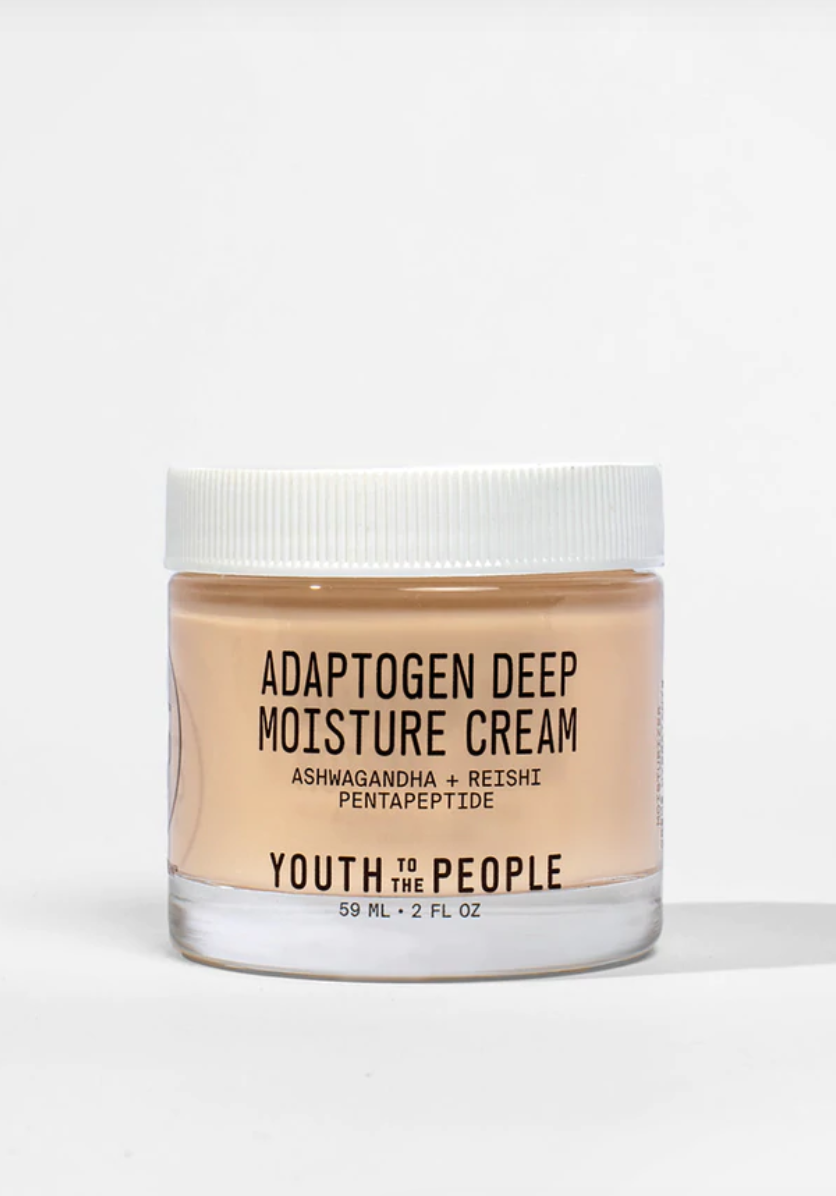 ADAPTOGEN DEEP
MOISTURE CREAM
ASHWAGANDHA + REISHI
PENTAPEPTIDE
YOUTH TO THE PEOPLE
59 ML • 2 FL OZ